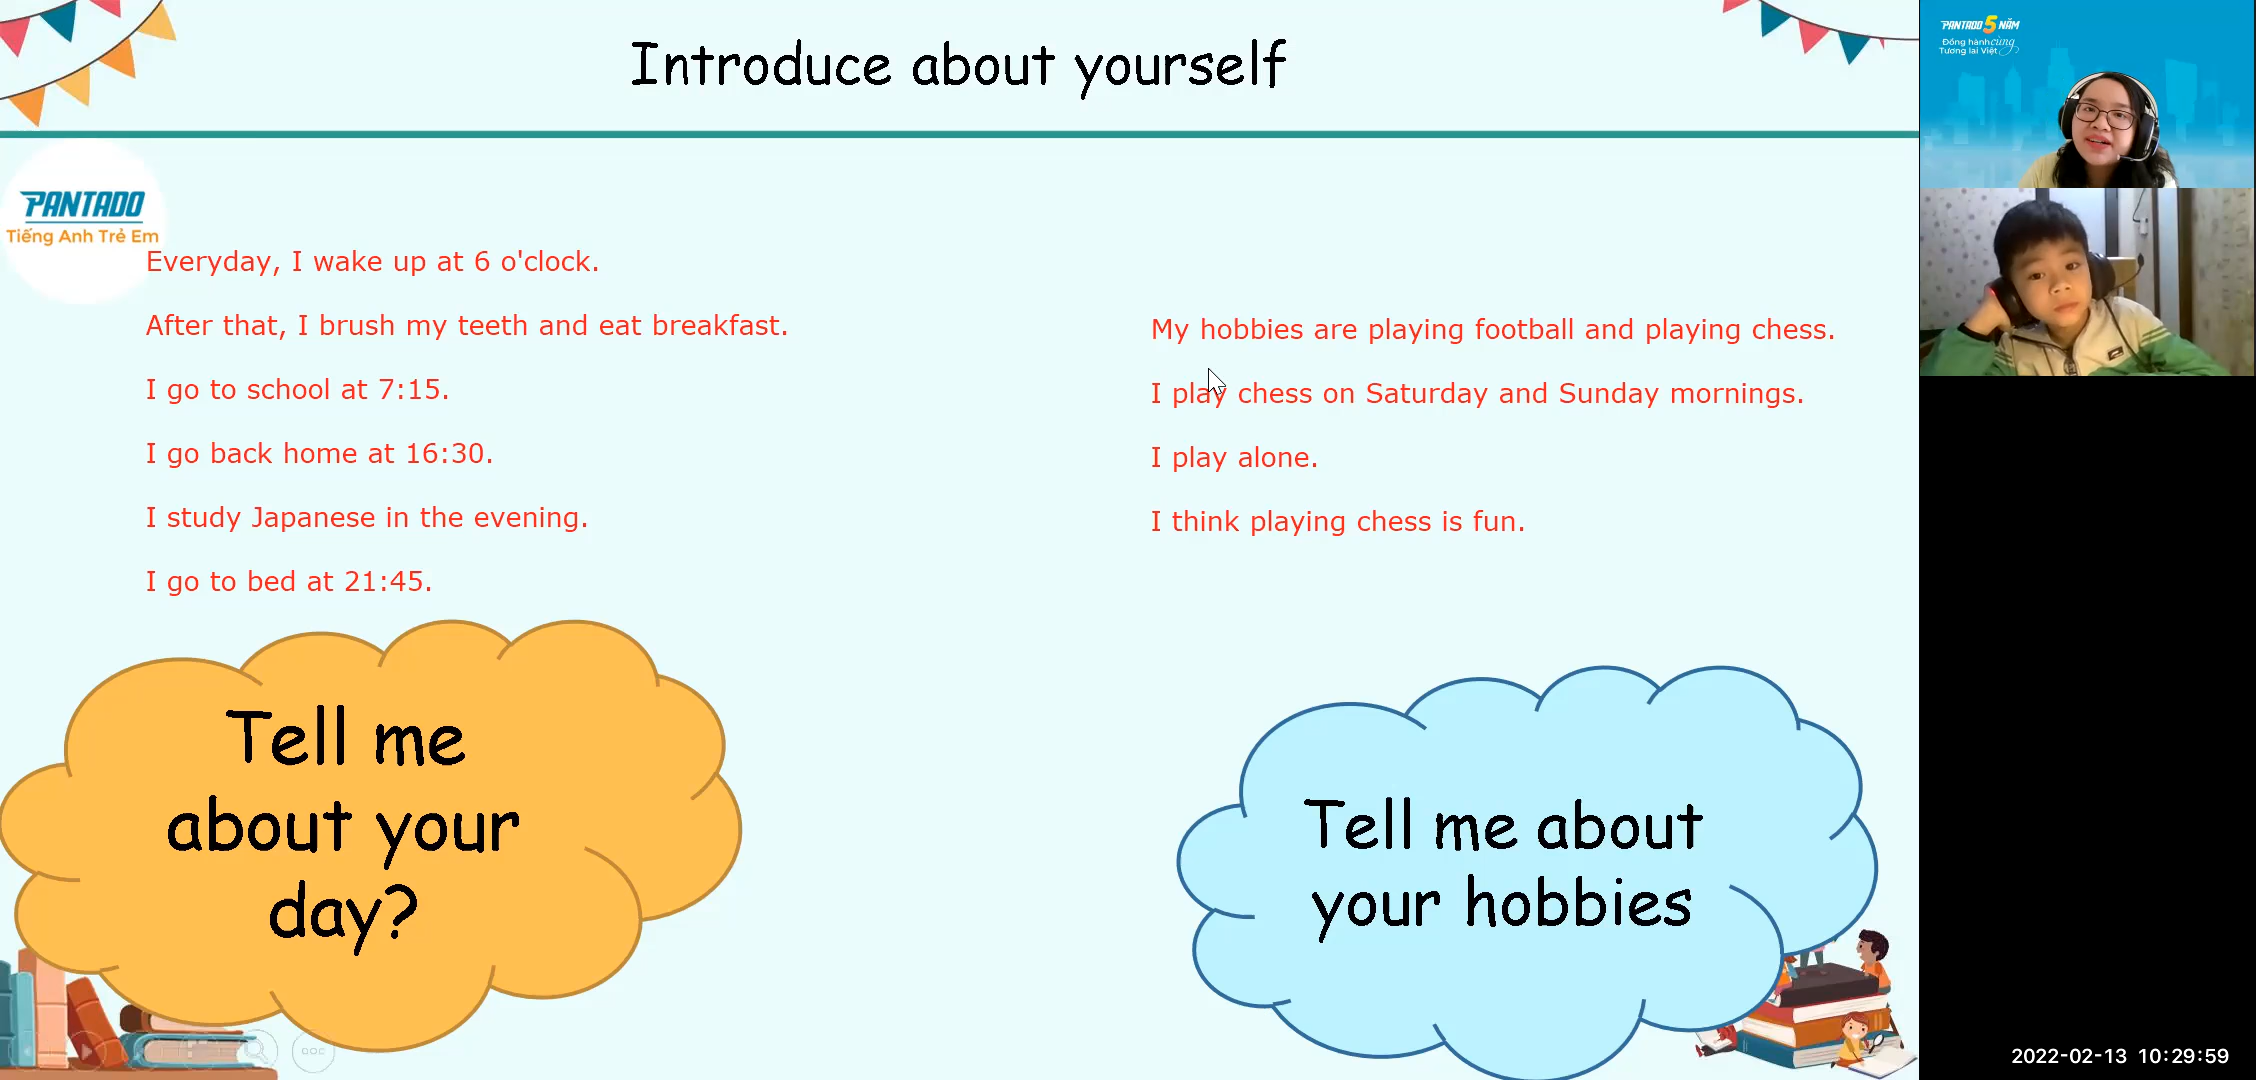 Introduce about yourself
PANTADO 5 NĂM
Đồng hành cùng
Tương lai Việt
PANTADO
Tiếng Anh Trẻ Em
Everyday, I wake up at 6 o'clock.
After that, I brush my teeth and eat breakfast.
I go to school at 7:15.
I go back home at 16:30.
I study Japanese in the evening.
I go to bed at 21:45.
My hobbies are playing football and playing chess.
I play chess on Saturday and Sunday mornings.
I play alone.
I think playing chess is fun.
Tell me
about your
day?
Tell me about
your hobbies
2022-02-13 10:29:59